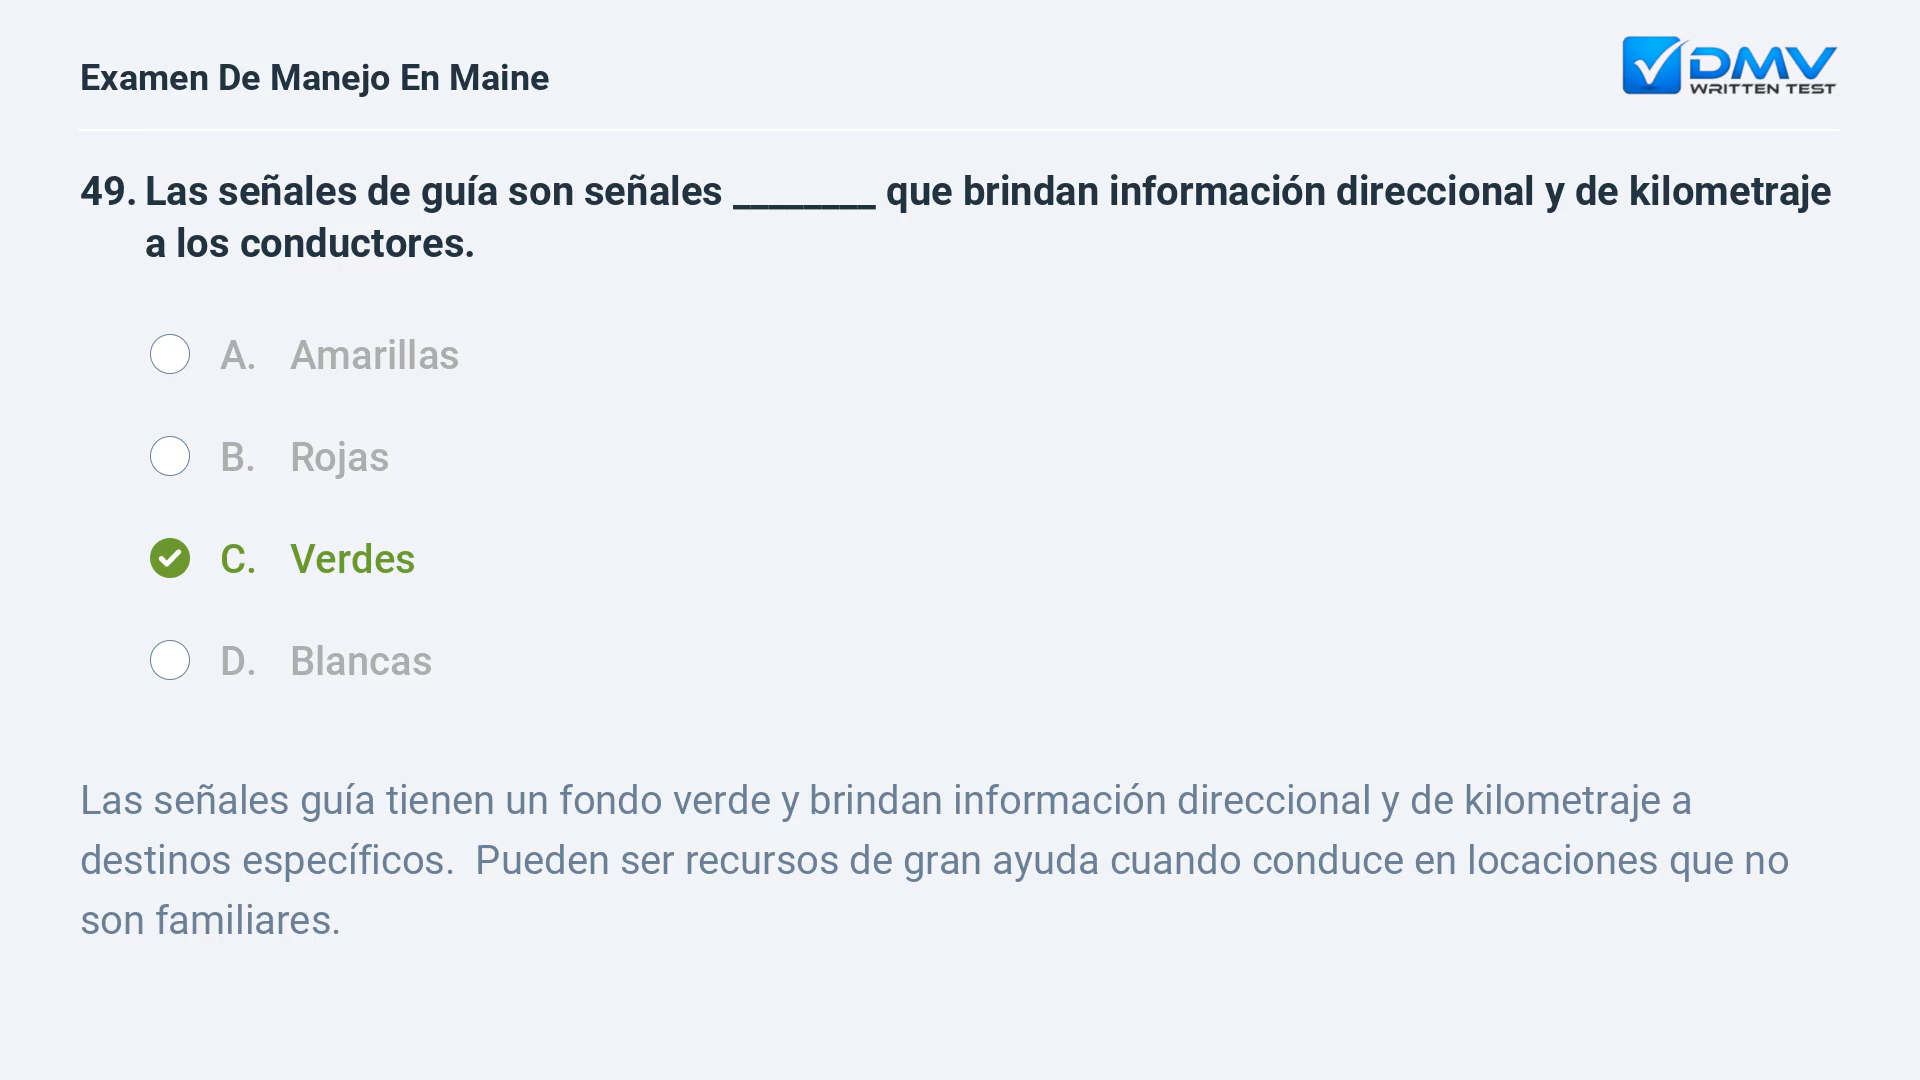 Examen De Manejo En Maine
DMV
WRITTEN TEST
49. Las señales de guía son señales ________ que brindan información direccional y de kilometraje
a los conductores.
A. Amarillas
B. Rojas
C. Verdes
D. Blancas
Las señales guía tienen un fondo verde y brindan información direccional y de kilometraje a
destinos específicos.  Pueden ser recursos de gran ayuda cuando conduce en locaciones que no
son familiares.